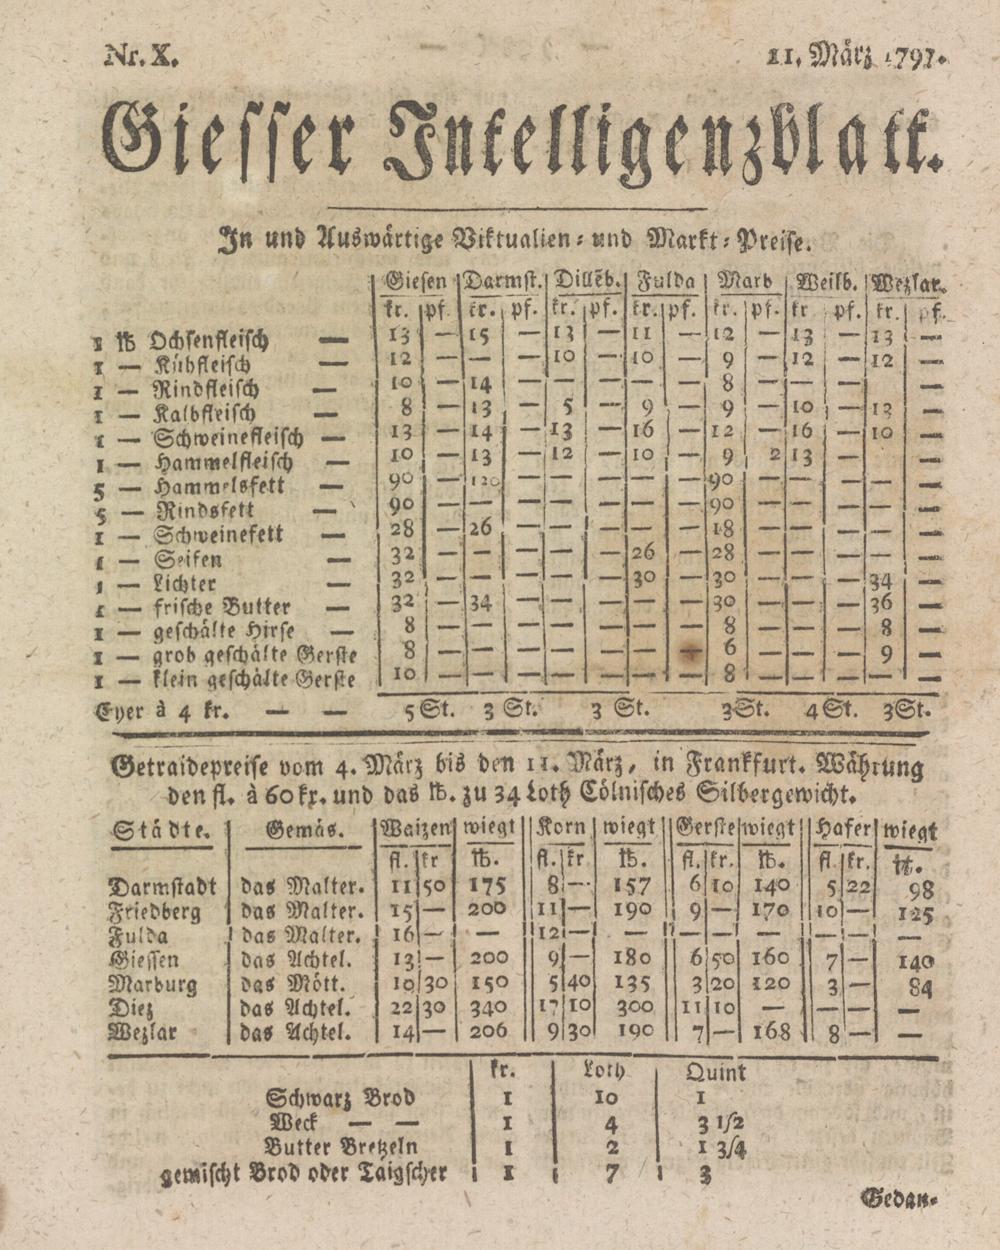 Nr. X. 11. März 1791.
Giesser Intelligenzblatt.
In und Auswärtige Viktualien- und Markt-Preise.
Giesen Darmst. Dillēb. Fulda Marb Weilb. Wezlar.
kr. pf. kr. pf. kr. pf. kr. pf. kr. pf. kr pf. kr. pf.
1 ℔ Ochsenfleisch — 13 — 15 — 13 — 11 — 12 — 13 — 13 —
1 — Kühfleisch — 12 — — — 10 — 10 — 9 — 12 — 12 —
1 — Rindfleisch — 10 — 14 — — — — — 8 — — — —
1 — Kalbfleisch — 8 — 13 — 5 — 9 — 9 — 10 — 13 —
1 — Schweinefleisch — 13 — 14 — 13 — 16 — 12 — 16 — 10 —
1 — Hammelfleisch — 10 — 13 — 12 — 10 — 9 2 13 — —
5 — Hammelsfett — 90 — 120 — — — — — 90 — — — — —
5 — Rindsfett — 90 — — — — — — — 90 — — — — —
1 — Schweinefett — 28 — 26 — — — — — 18 — — — — —
1 — Seifen — 32 — — — — — 26 — 28 — — — — —
1 — Lichter — 32 — — — — — 30 — 30 — — — 34 —
1 — frische Butter — 32 — 34 — — — — — 30 — — — 36 —
1 — geschälte Hirse — 8 — — — — — — — 8 — — — 8 —
1 — grob geschälte Gerste 8 — — — — — — — 6 — — — 9 —
1 — klein geschälte Gerste 10 — — — — — — — 8 — — — — —
Eyer à 4 kr. — — 5 St. 3 St. 3 St. 3 St. 4 St. 3 St.
Getraidepreise vom 4. März bis den 11. März, in Frankfurt. Währung
den fl. à 60 kr. und das ℔. zu 34 Loth Cölnisches Silbergewicht.
Städte. Gemäs. Waizen wiegt Korn wiegt Gerste wiegt Hafer wiegt
fl. kr ℔. fl. kr ℔. fl. kr. ℔. fl. kr. ℔.
Darmstadt das Malter. 11 50 175 8 — 157 6 10 140 5 22 98
Friedberg das Malter. 15 — 200 11 — 190 9 — 170 10 — 125
Fulda das Malter. 16 — — 12 — — — — — — — —
Giessen das Achtel. 13 — 200 9 — 180 6 50 160 7 — 140
Marburg das Mött. 10 30 150 5 40 135 3 20 120 3 — 84
Diez das Achtel. 22 30 340 17 10 300 11 10 — — — —
Wezlar das Achtel. 14 — 206 9 30 190 7 — 168 8 — —
kr. Loth Quint
Schwarz Brod 1 10 1
Weck — — 1 4 3 1/2
Butter Bretzeln 1 2 1 3/4
gemischt Brod oder Taigscher 1 7 3
Gedan-